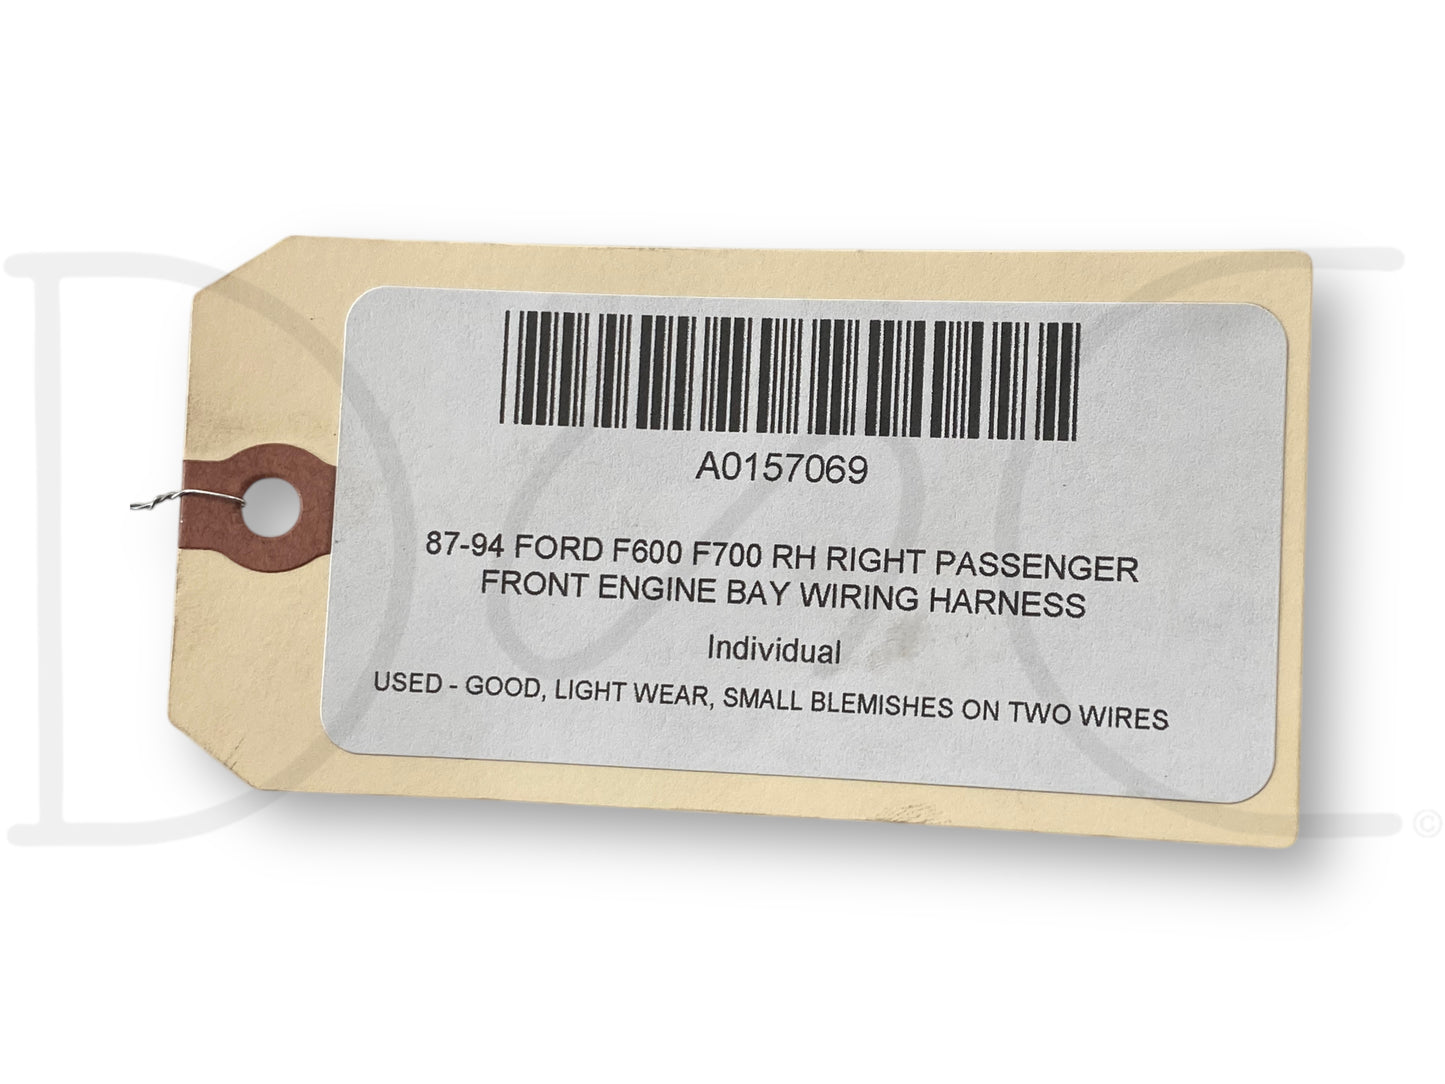 A0157069
87-94 FORD F600 F700 RH RIGHT PASSENGER
FRONT ENGINE BAY WIRING HARNESS
Individual
USED - GOOD, LIGHT WEAR, SMALL BLEMISHES ON TWO WIRES
©